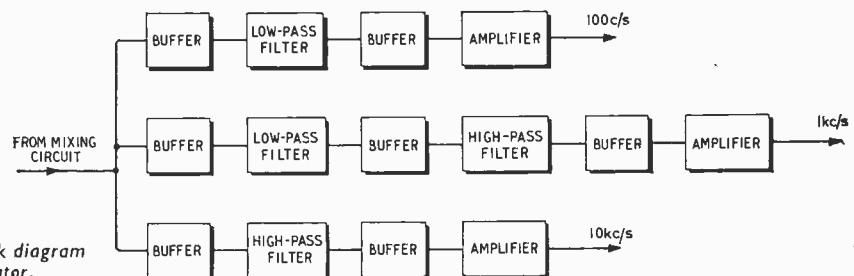 100c/s
BUFFER
LOW-PASS
FILTER
BUFFER
AMPLIFIER
FROM MIXING
CIRCUIT
BUFFER
LOW-PASS
FILTER
BUFFER
HIGH-PASS
FILTER
BUFFER
AMPLIFIER
1kc/s
BUFFER
HIGH-PASS
FILTER
BUFFER
AMPLIFIER
10kc/s
diagram